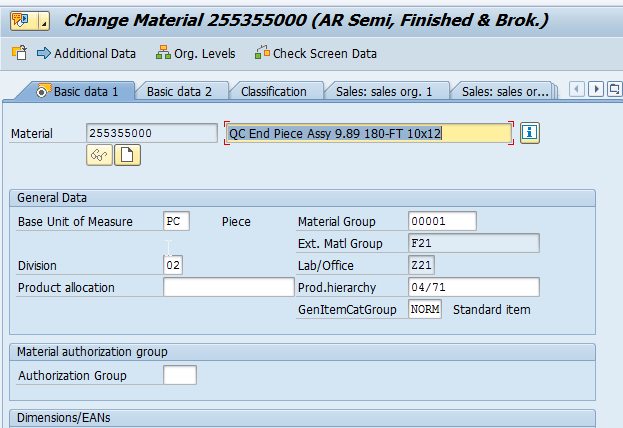 Change Material 255355000 (AR Semi, Finished & Brok.)
Additional Data Org. Levels Check Screen Data
Basic data 1 Basic data 2 Classification Sales: sales org. 1 Sales: sales or...
Material 255355000 QC End Piece Assy 9.89 180-FT 10x12
General Data
Base Unit of Measure PC Piece Material Group 00001
Ext. Matl Group F21
Division 02 Lab/Office Z21
Product allocation Prod.hierarchy 04/71
GenItemCatGroup NORM Standard item
Material authorization group
Authorization Group
Dimensions/EANs